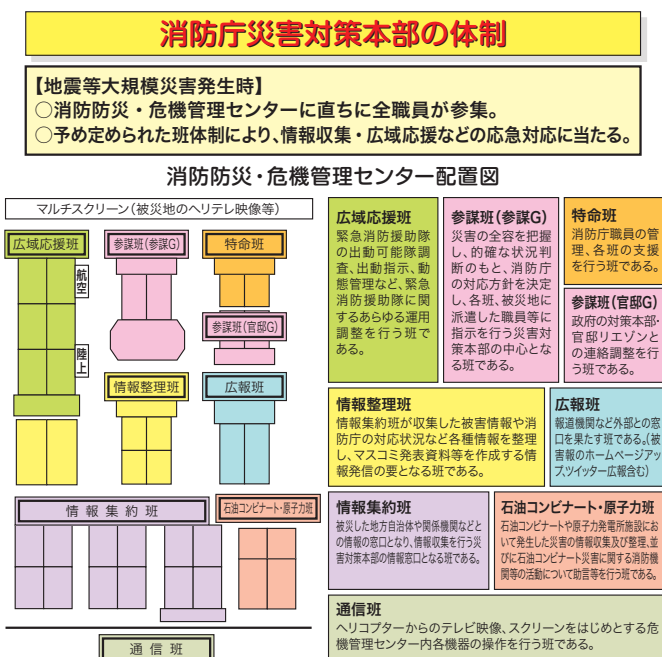 消防庁災害対策本部の体制
【地震等大規模災害発生時】
○消防防災・危機管理センターに直ちに全職員が参集。
○予め定められた班体制により、情報収集・広域応援などの応急対応に当たる。
消防防災・危機管理センター配置図
マルチスクリーン（被災地のヘリテレ映像等）
広域応援班
参謀班(参謀G)
特命班
航空
陸上
参謀班(官邸G)
情報整理班
広報班
情報集約班
石油コンビナート・原子力班
通信班
広域応援班
緊急消防援助隊
の出動可能隊調
査、出動指示、動
態管理など、緊急
消防援助隊に関
するあらゆる運用
調整を行う班で
ある。
参謀班(参謀G)
災害の全容を把握
し、的確な状況判
断のもと、消防庁
の対応方針を決定
し、各班、被災地に
派遣した職員等に
指示を行う災害対
策本部の中心とな
る班である。
特命班
消防庁職員の管
理、各班の支援
を行う班である。
参謀班(官邸G)
政府の対策本部・
官邸リエゾンと
の連絡調整を行
う班である。
情報整理班
情報集約班が収集した被害情報や消
防庁の対応状況など各種情報を整理
し、マスコミ発表資料等を作成する情
報発信の要となる班である。
広報班
報道機関など外部との窓
口を果たす班である。(被
害報のホームページアッ
プ、ツイッター広報含む)
情報集約班
被災した地方自治体や関係機関などと
の情報の窓口となり、情報収集を行う災
害対策本部の情報窓口となる班である。
石油コンビナート・原子力班
石油コンビナートや原子力発電所施設にお
いて発生した災害の情報収集及び整理、並
びに石油コンビナート災害に関する消防機
関等の活動について助言等を行う班である。
通信班
ヘリコプターからのテレビ映像、スクリーンをはじめとする危
機管理センター内各機器の操作を行う班である。